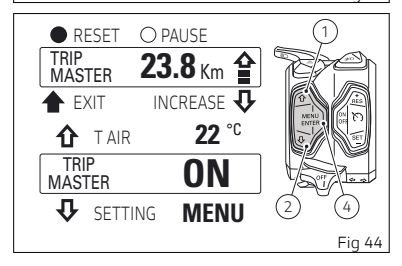 RESET PAUSE
TRIP MASTER 23.8 Km
EXIT INCREASE
T AIR 22 °C
TRIP MASTER ON
SETTING MENU
1
MENU ENTER
RES
+
ON OFF
SET
-
OFF
2
4
Fig 44